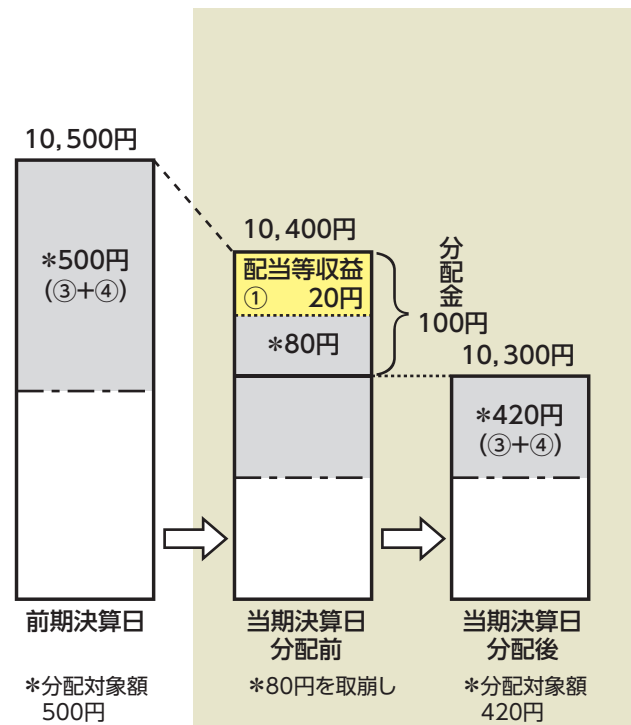 10,500円
*500円
(③+④)
10,400円
配当等収益
① 20円
*80円
分配金
100円
10,300円
*420円
(③+④)
前期決算日
当期決算日
分配前
当期決算日
分配後
*分配対象額
500円
*80円を取崩し
*分配対象額
420円